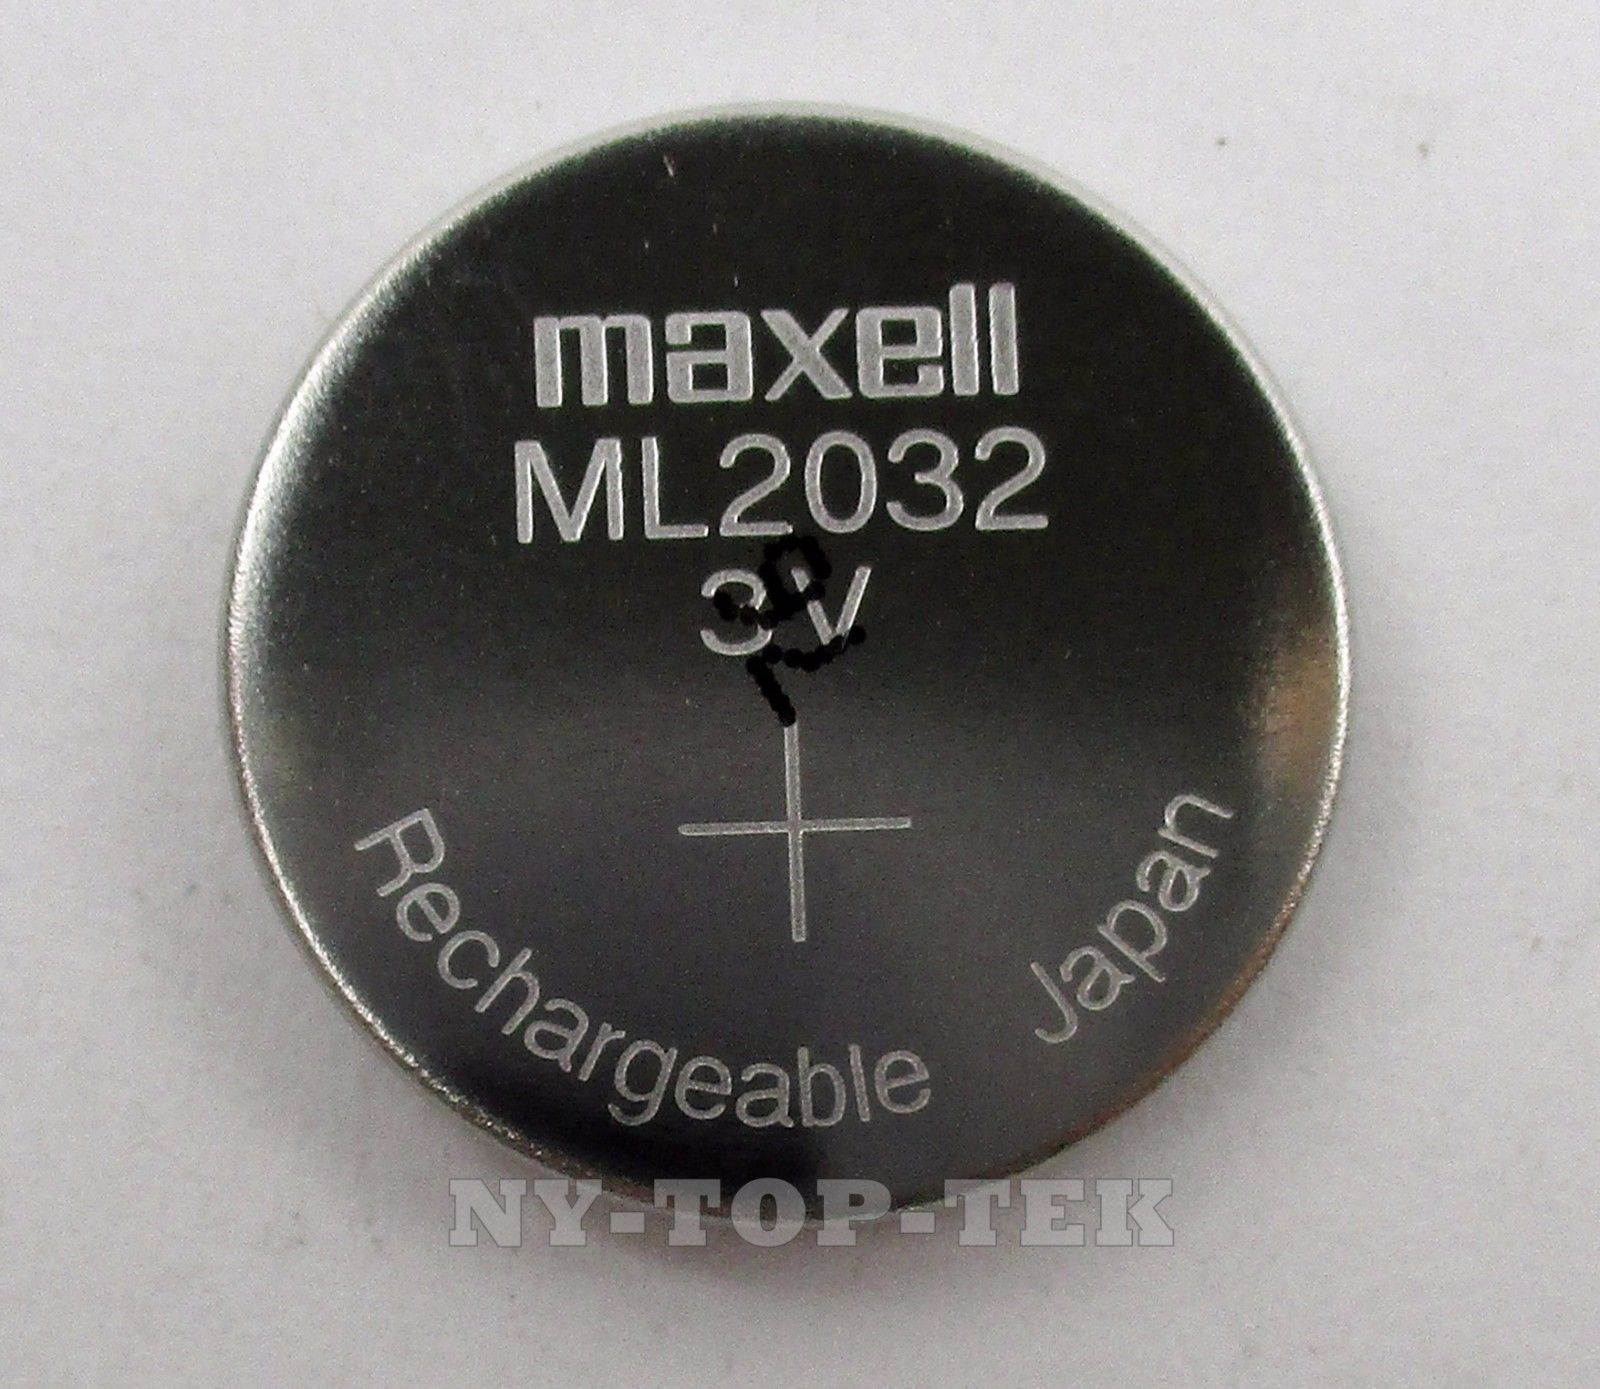 maxell
ML2032
3V
Rechargeable
Japan
NY-TOP-TEK